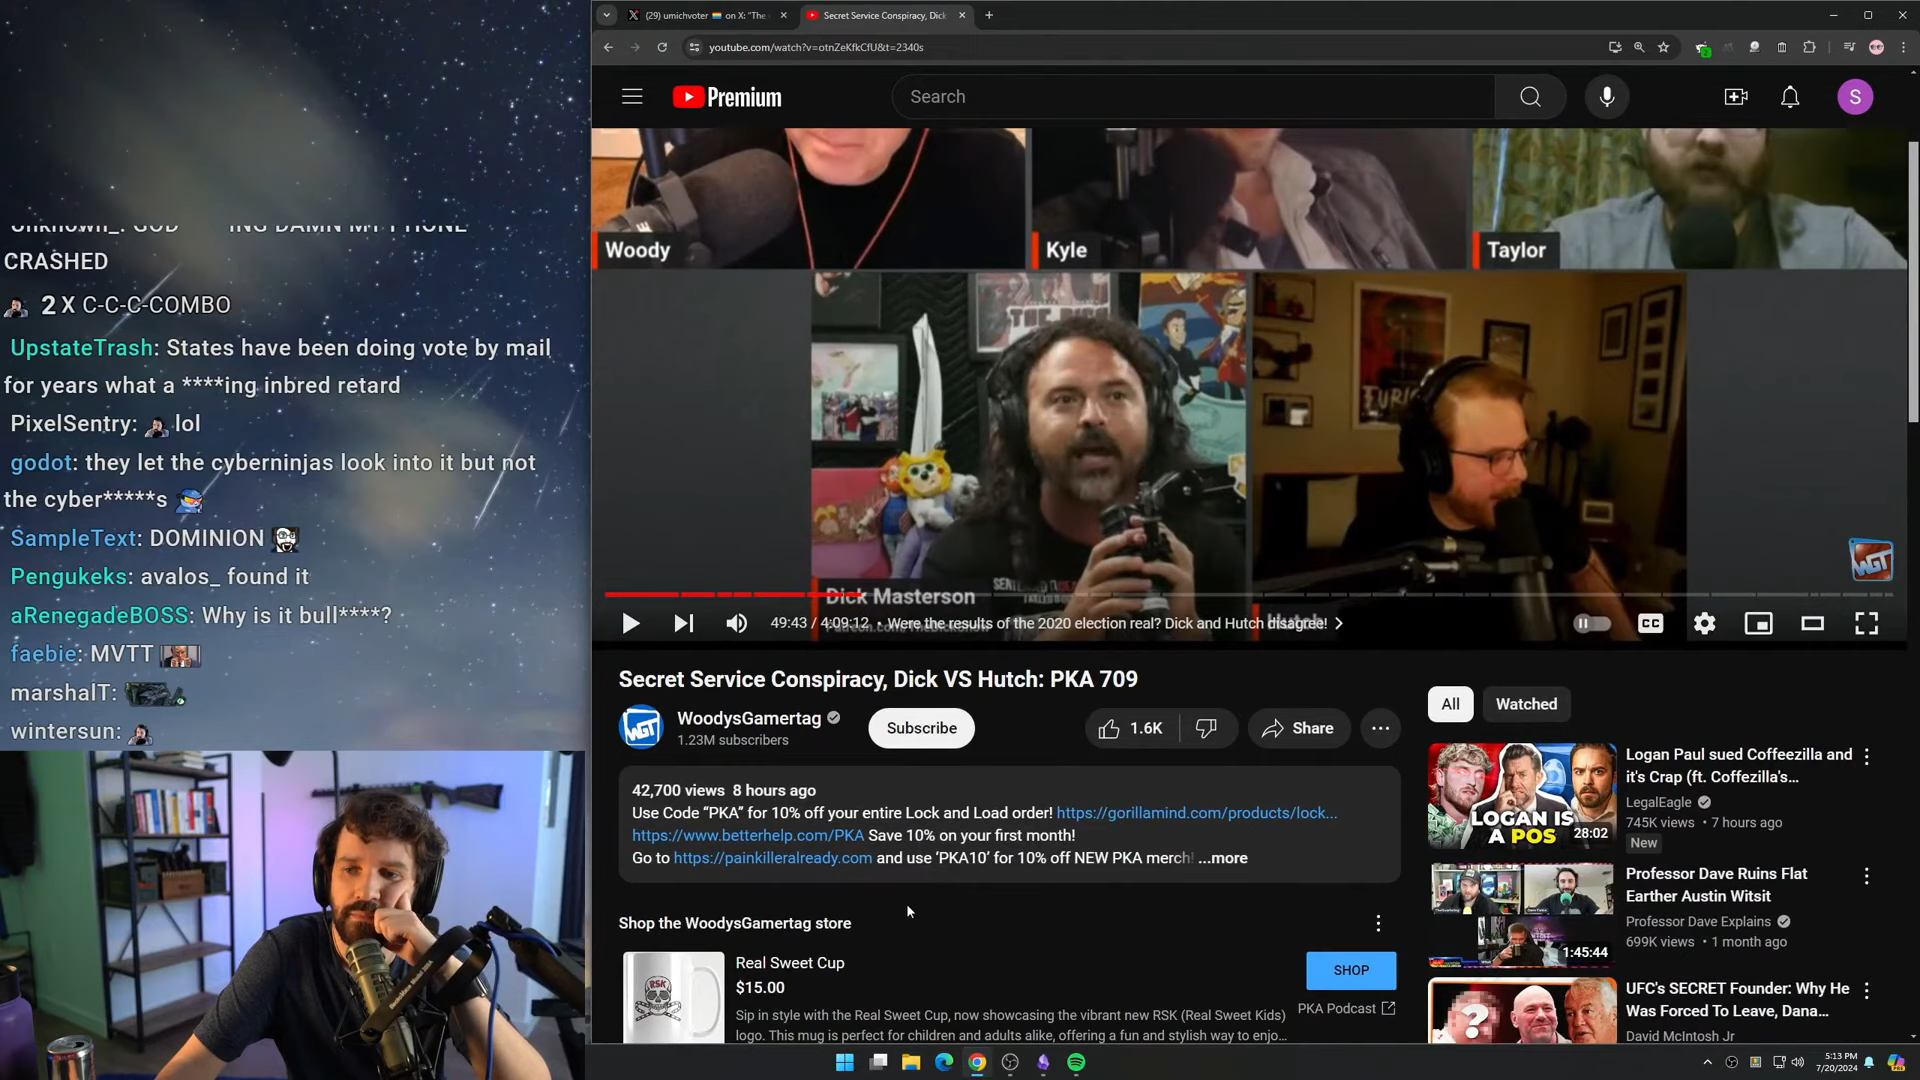 (29) umichvoter on X: "The
Secret Service Conspiracy, Dick
youtube.com/watch?v=otnZeKfkCfU&t=2340s
Premium
Search
S
Woody
Kyle
Taylor
THE DICK
FURIOUS
WGT
Dick Masterson
49:43 / 4:09:12 • Were the results of the 2020 election real? Dick and Hutch disagree!
CC
CRASHED
2 X C-C-C-COMBO
UpstateTrash: States have been doing vote by mail
for years what a ****ing inbred retard
PixelSentry: lol
godot: they let the cyberninjas look into it but not
the cyber*****s
SampleText: DOMINION
Pengukeks: avalos_ found it
aRenegadeBOSS: Why is it bull****?
faebie: MVTT
marshalT:
wintersun:
Secret Service Conspiracy, Dick VS Hutch: PKA 709
WGT
WoodysGamertag
1.23M subscribers
Subscribe
1.6K
Share
42,700 views 8 hours ago
Use Code “PKA” for 10% off your entire Lock and Load order! https://gorillamind.com/products/lock...
https://www.betterhelp.com/PKA Save 10% on your first month!
Go to https://painkilleralready.com and use ‘PKA10’ for 10% off NEW PKA merch! ...more
Shop the WoodysGamertag store
RSK
Real Sweet Cup
$15.00
Sip in style with the Real Sweet Cup, now showcasing the vibrant new RSK (Real Sweet Kids)
logo. This mug is perfect for children and adults alike, offering a fun and stylish way to enjo...
SHOP
PKA Podcast
All
Watched
LOGAN IS
A POS
28:02
Logan Paul sued Coffeezilla and
it's Crap (ft. Coffezilla's...
LegalEagle
745K views • 7 hours ago
New
1:45:44
Professor Dave Ruins Flat
Earther Austin Witsit
Professor Dave Explains
699K views • 1 month ago
?
UFC's SECRET Founder: Why He
Was Forced To Leave, Dana...
David McIntosh Jr
5:13 PM
7/20/2024